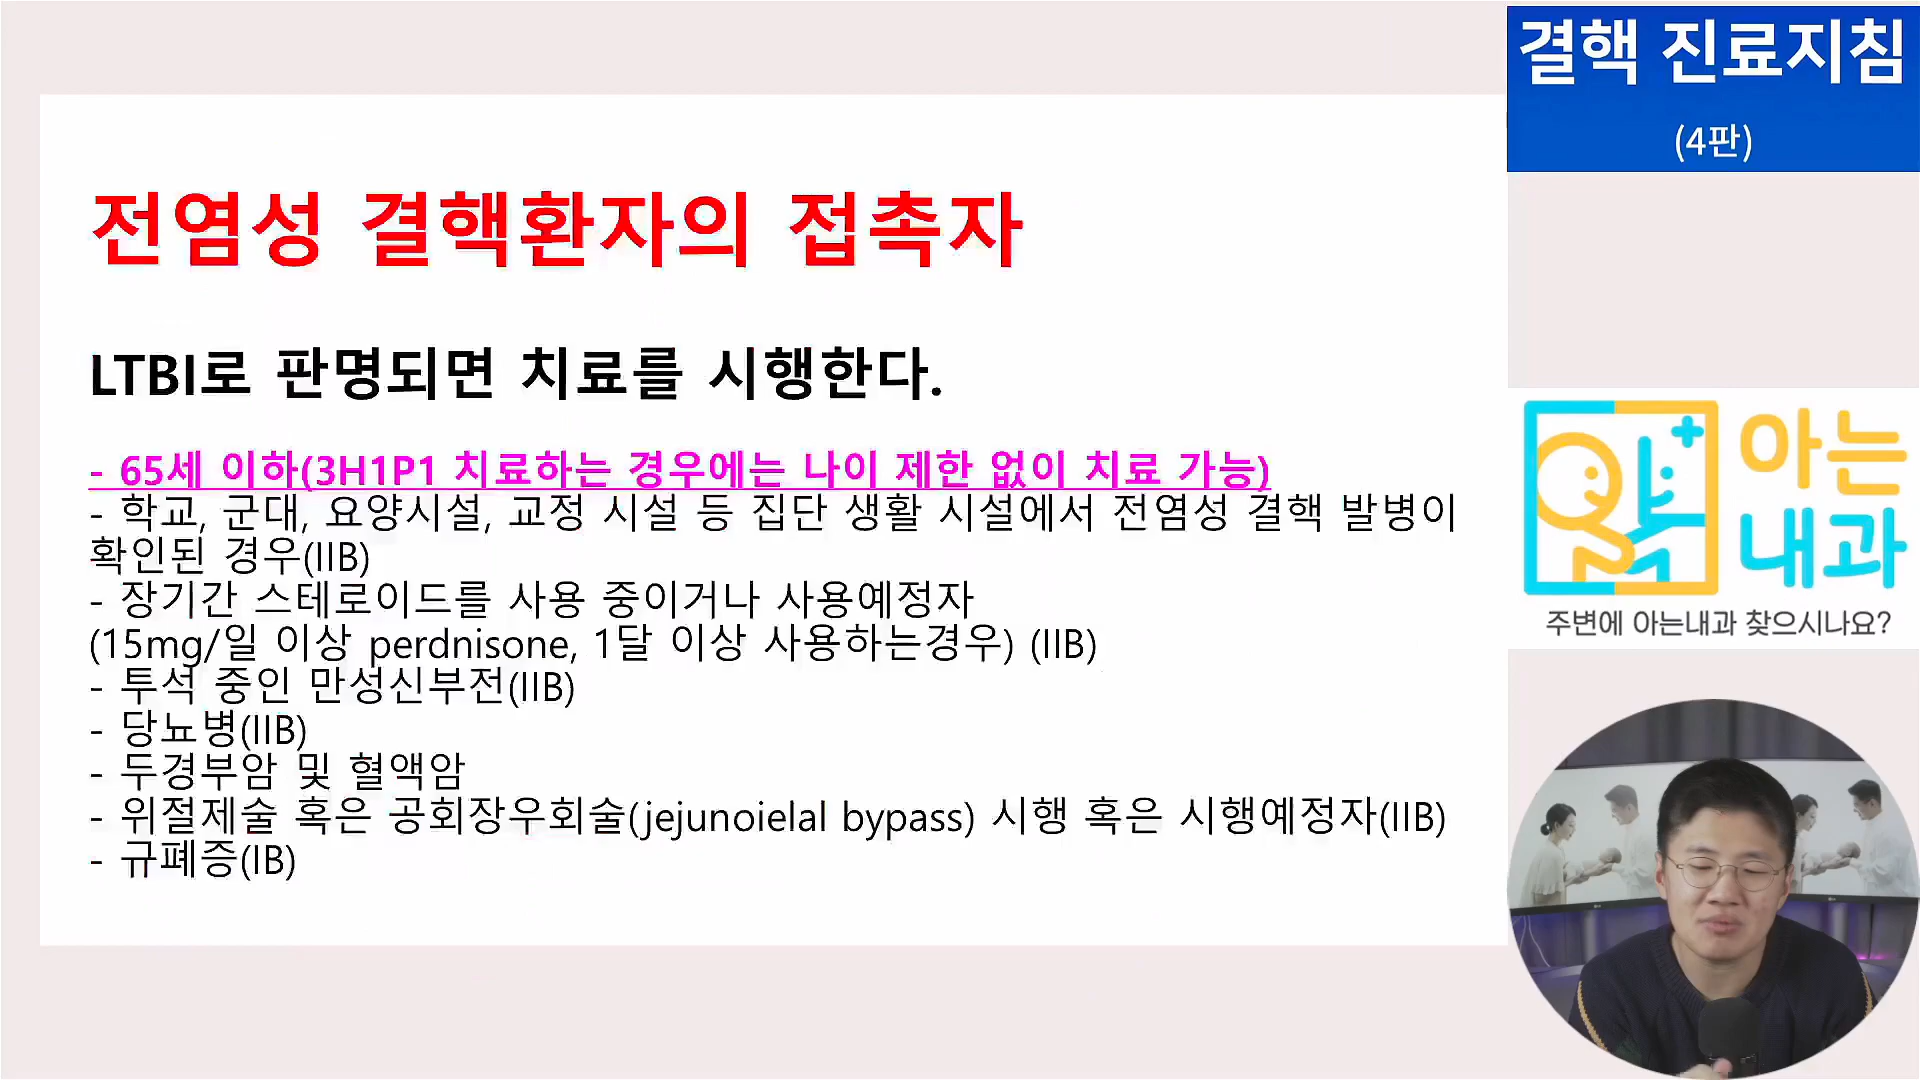 결핵 진료지침
(4판)
전염성 결핵환자의 접촉자
LTBI로 판명되면 치료를 시행한다.
- 65세 이하(3H1P1 치료하는 경우에는 나이 제한 없이 치료 가능)
- 학교, 군대, 요양시설, 교정 시설 등 집단 생활 시설에서 전염성 결핵 발병이
확인된 경우(IIB)
- 장기간 스테로이드를 사용 중이거나 사용예정자
(15mg/일 이상 perdnisone, 1달 이상 사용하는경우) (IIB)
- 투석 중인 만성신부전(IIB)
- 당뇨병(IIB)
- 두경부암 및 혈액암
- 위절제술 혹은 공회장우회술(jejunoielal bypass) 시행 혹은 시행예정자(IIB)
- 규폐증(IB)
아는
내과
주변에 아는내과 찾으시나요?